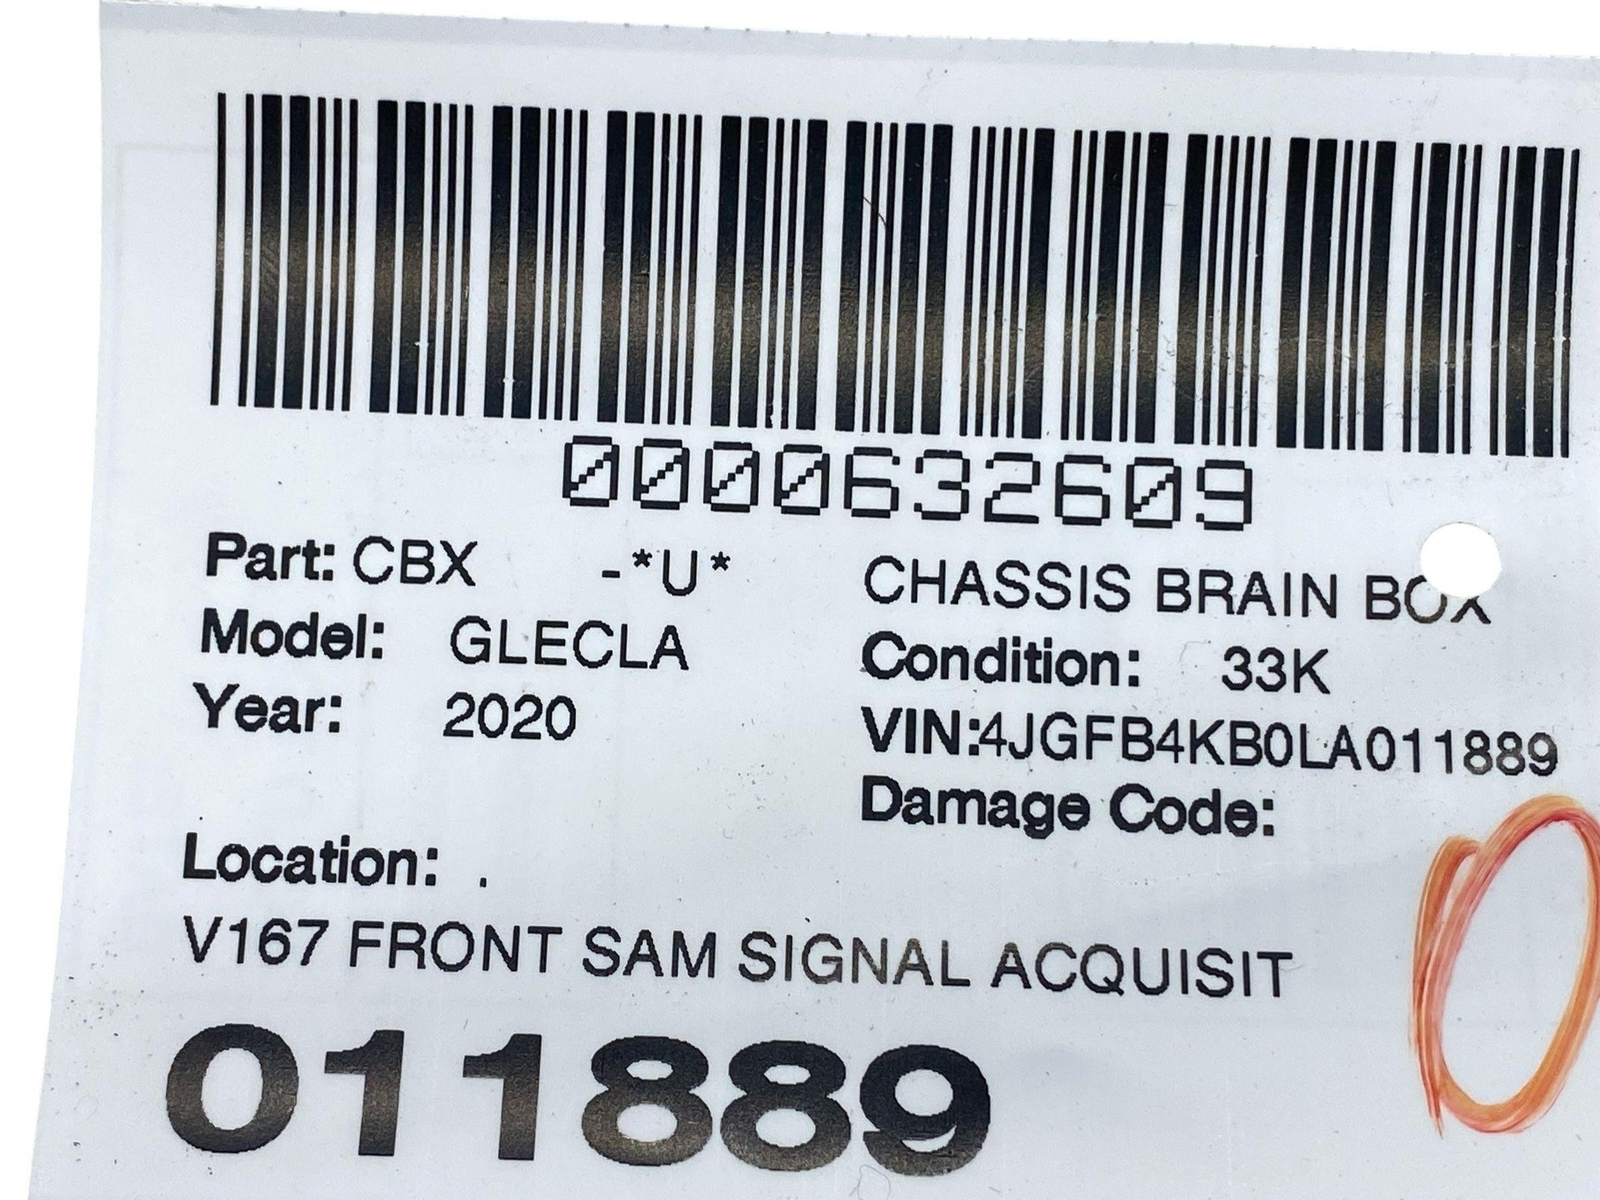 0000632609
Part: CBX -*U* CHASSIS BRAIN BOX
Model: GLECLA Condition: 33K
Year: 2020 VIN:4JGFB4KB0LA011889
Damage Code:
Location: .
V167 FRONT SAM SIGNAL ACQUISIT
011889
0